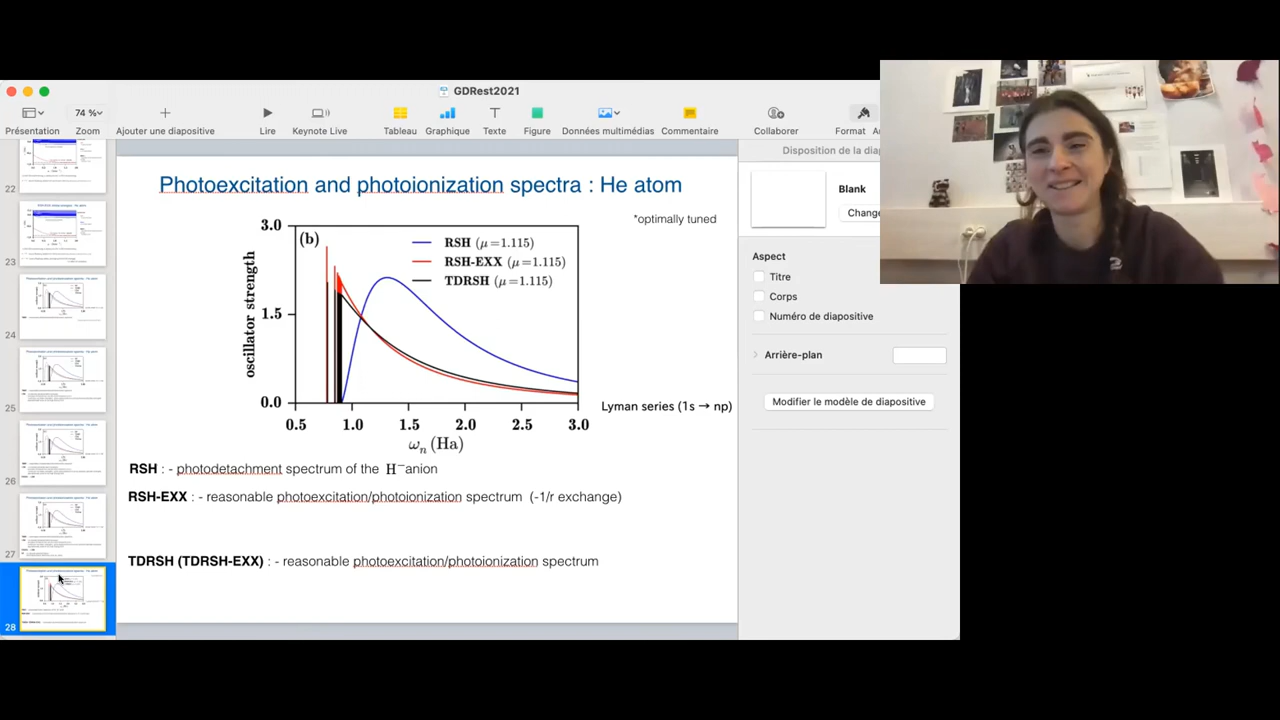 GDRest2021
74 %
Présentation
Zoom
Ajouter une diapositive
Lire
Keynote Live
Tableau
Graphique
Texte
Figure
Données multimédias
Commentaire
Collaborer
Format
Disposition de la diap
Blank
Change
Aspect
Titre
Corps
Numéro de diapositive
Arrière-plan
Modifier le modèle de diapositive
22
23
24
25
26
27
28
Photoexcitation and photoionization spectra : He atom
*optimally tuned
(b)
RSH (μ=1.115)
RSH-EXX (μ=1.115)
TDRSH (μ=1.115)
oscillator strength
3.0
1.5
0.0
0.5 1.0 1.5 2.0 2.5 3.0
ωn (Ha)
Lyman series (1s → np)
RSH : - photodetachment spectrum of the H⁻ anion
RSH-EXX : - reasonable photoexcitation/photoionization spectrum (-1/r exchange)
TDRSH (TDRSH-EXX) : - reasonable photoexcitation/photoionization spectrum